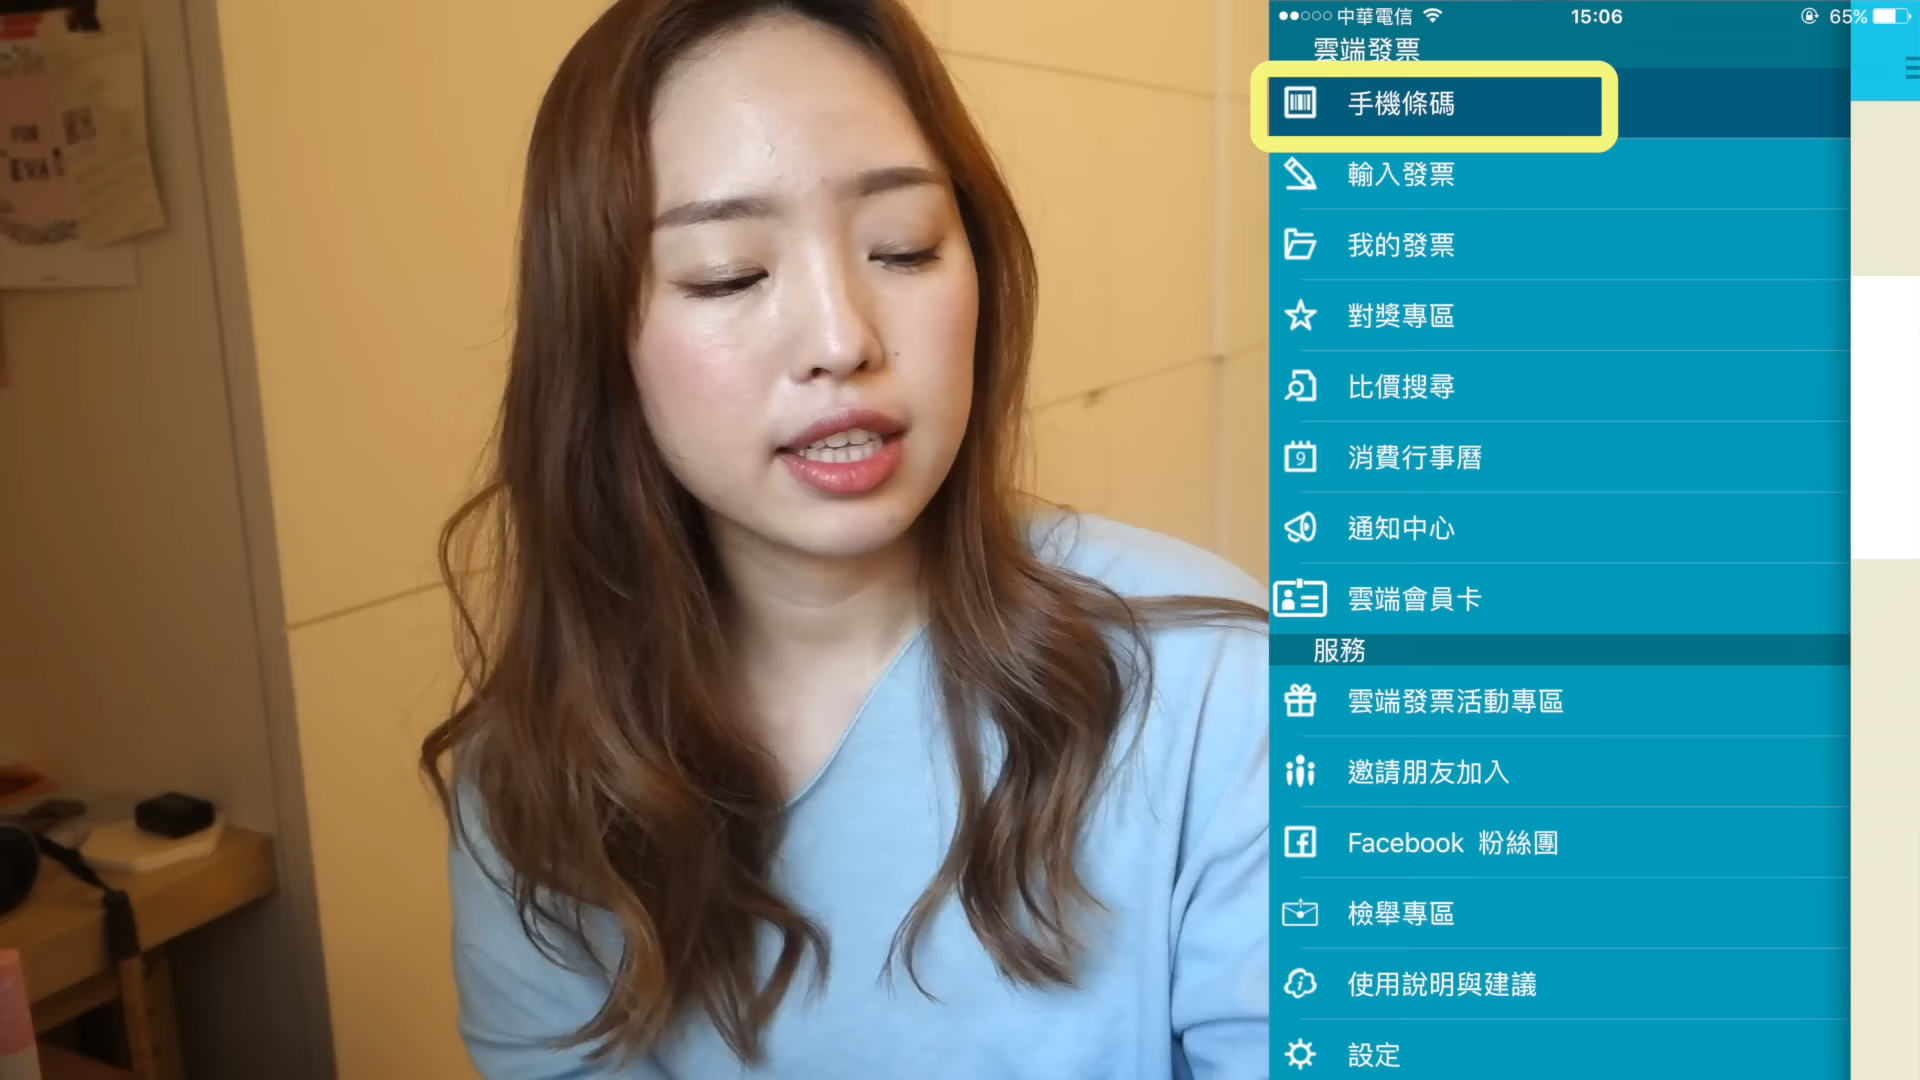 FOR
EVA!
中華電信
15:06
65%
雲端發票
手機條碼
輸入發票
我的發票
對獎專區
比價搜尋
9
消費行事曆
通知中心
雲端會員卡
服務
雲端發票活動專區
邀請朋友加入
Facebook 粉絲團
檢舉專區
使用說明與建議
設定